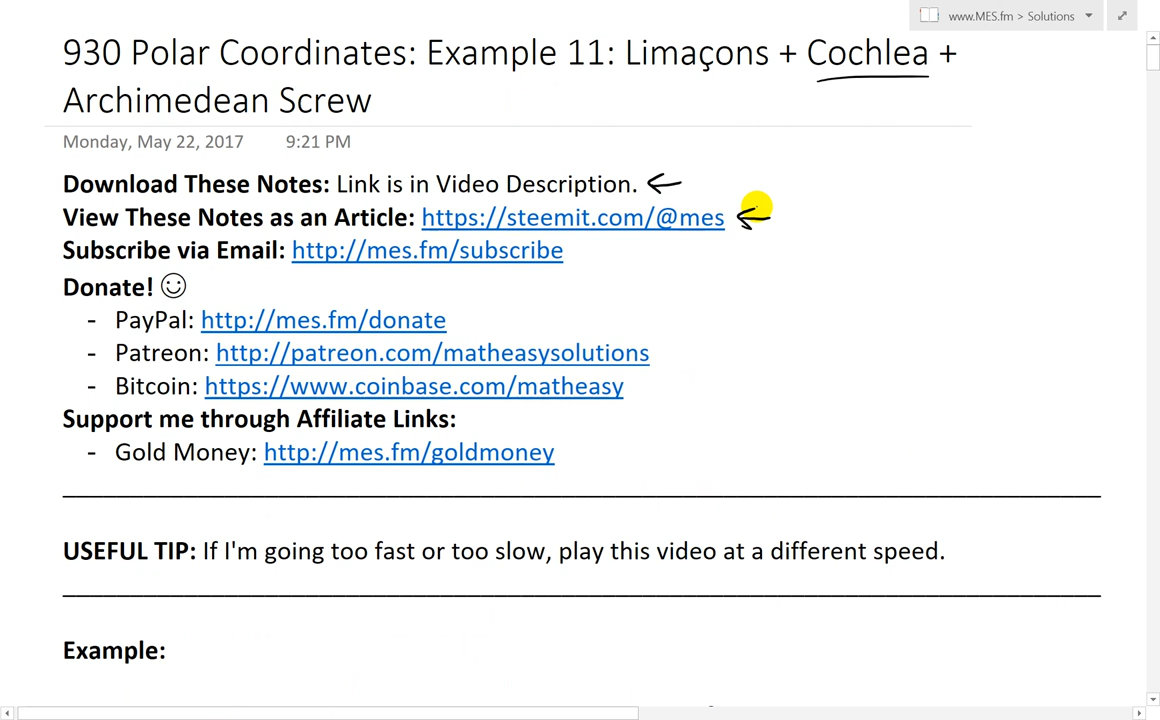 www.MES.fm > Solutions
930 Polar Coordinates: Example 11: Limaçons + Cochlea +
Archimedean Screw
Monday, May 22, 2017 9:21 PM
Download These Notes: Link is in Video Description.
View These Notes as an Article: https://steemit.com/@mes
Subscribe via Email: http://mes.fm/subscribe
Donate!
- PayPal: http://mes.fm/donate
- Patreon: http://patreon.com/matheasysolutions
- Bitcoin: https://www.coinbase.com/matheasy
Support me through Affiliate Links:
- Gold Money: http://mes.fm/goldmoney
USEFUL TIP: If I'm going too fast or too slow, play this video at a different speed.
Example: